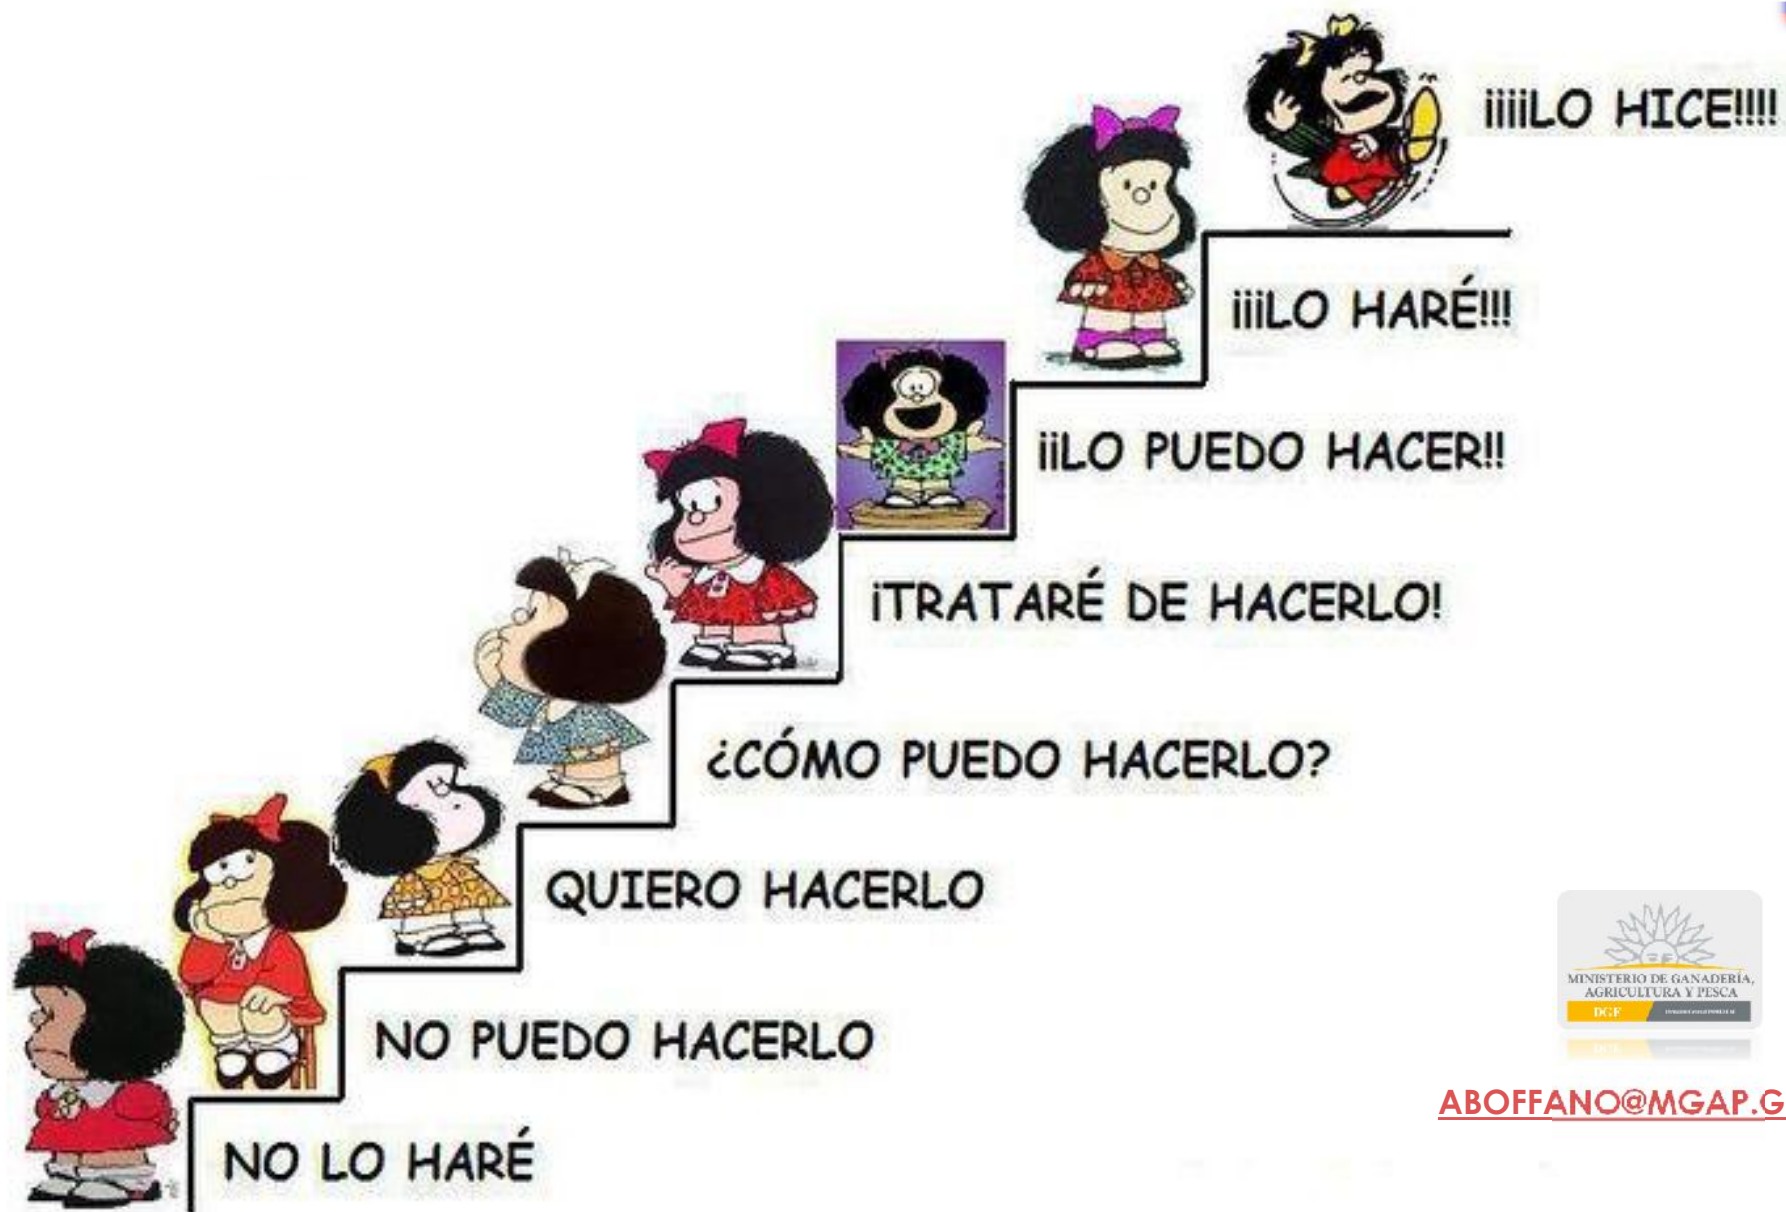 ¡¡¡¡LO HICE!!!!
¡¡¡LO HARÉ!!!
¡¡LO PUEDO HACER!!
¡TRATARÉ DE HACERLO!
¿CÓMO PUEDO HACERLO?
QUIERO HACERLO
NO PUEDO HACERLO
NO LO HARÉ
MINISTERIO DE GANADERÍA,
AGRICULTURA Y PESCA
DGF
ABOFFANO@MGAP.G